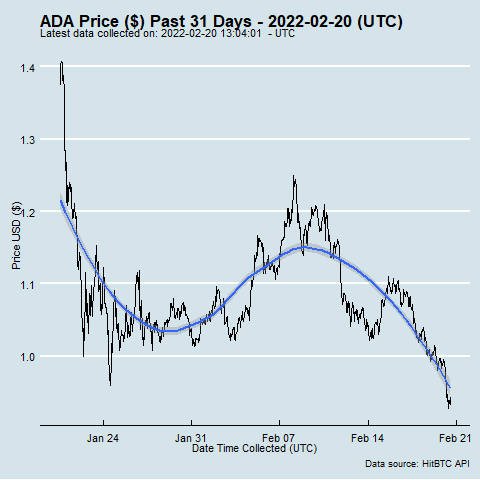 ADA Price ($) Past 31 Days - 2022-02-20 (UTC)
Latest data collected on: 2022-02-20 13:04:01 - UTC
1.4
1.3
1.2
1.1
1.0
Price USD ($)
Jan 24 Jan 31 Feb 07 Feb 14 Feb 21
Date Time Collected (UTC)
Data source: HitBTC API